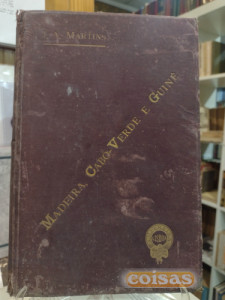 MARTINS
MADEIRA, CABO-VERDE E GUINÉ
coisas